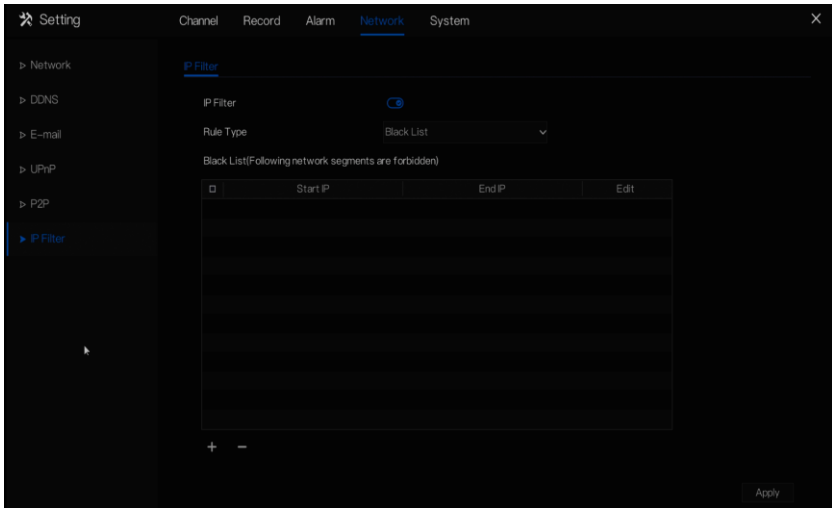 Setting Channel Record Alarm Network System
Network
DDNS
E-mail
UPnP
P2P
IP Filter
IP Filter
IP Filter
Rule Type Black List
Black List(Following network segments are forbidden)
Start IP End IP Edit
Apply